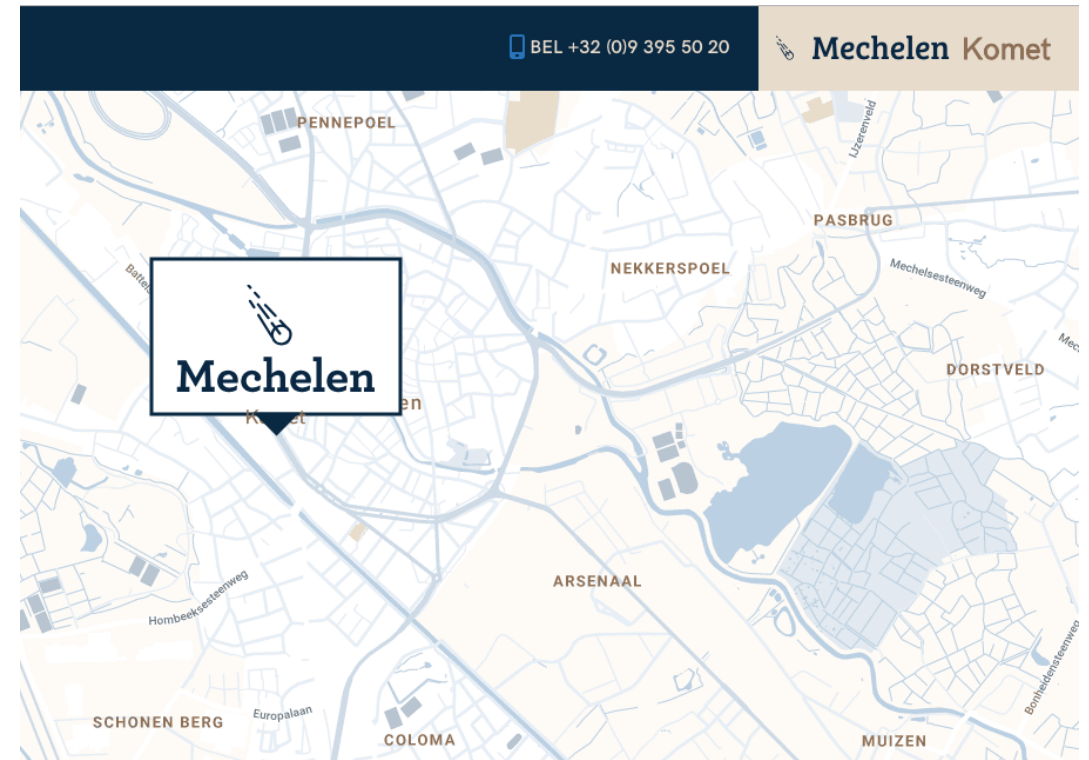 BEL +32 (0)9 395 50 20
Mechelen Komet
PENNEPOEL
IJzerenveld
PASBRUG
NEKKERSPOEL
Mechelsesteenweg
Mechelen
DORSTVELD
ARSENAAL
Hombeeksesteenweg
Bonheidensteenweg
SCHONEN BERG
Europalaan
COLOMA
MUIZEN